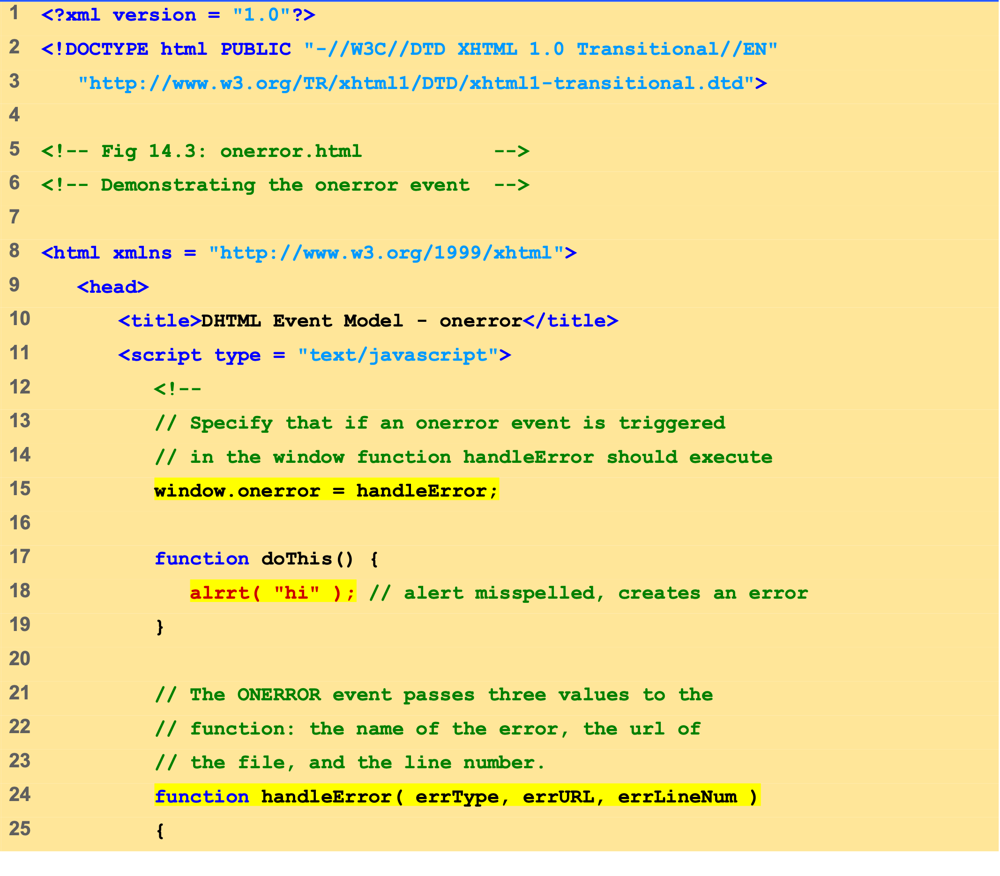 1 <?xml version = "1.0"?>
2 <!DOCTYPE html PUBLIC "-//W3C//DTD XHTML 1.0 Transitional//EN"
3    "http://www.w3.org/TR/xhtml1/DTD/xhtml1-transitional.dtd">
4
5 <!-- Fig 14.3: onerror.html           -->
6 <!-- Demonstrating the onerror event  -->
7
8 <html xmlns = "http://www.w3.org/1999/xhtml">
9    <head>
10       <title>DHTML Event Model - onerror</title>
11       <script type = "text/javascript">
12          <!--
13          // Specify that if an onerror event is triggered
14          // in the window function handleError should execute
15          window.onerror = handleError;
16
17          function doThis() {
18             alrrt( "hi" ); // alert misspelled, creates an error
19          }
20
21          // The ONERROR event passes three values to the
22          // function: the name of the error, the url of
23          // the file, and the line number.
24          function handleError( errType, errURL, errLineNum )
25          {